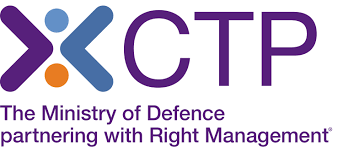 CTP
The Ministry of Defence
partnering with Right Management®